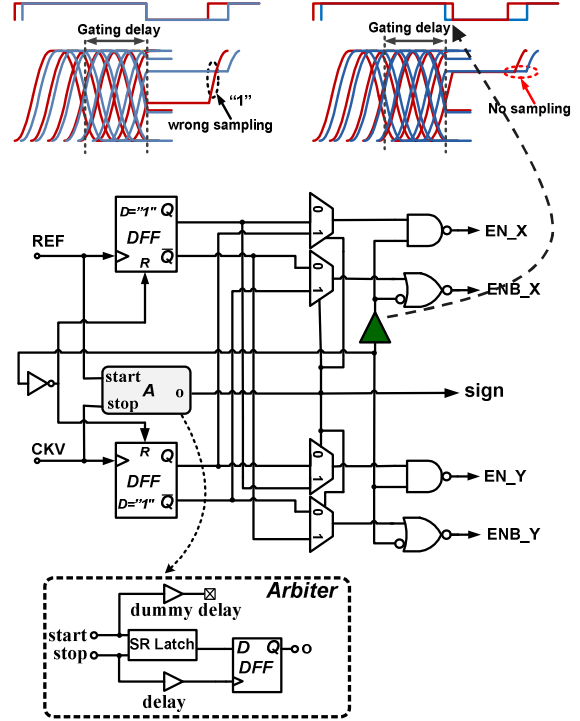 Gating delay
Gating delay
"1"
wrong sampling
No sampling
D="1" Q
DFF
Q
R
REF
0
1
0
1
EN_X
ENB_X
start
A
o
stop
sign
CKV
R
Q
DFF
D="1" Q
0
1
0
1
EN_Y
ENB_Y
Arbiter
dummy delay
start
stop
SR Latch
D Q
DFF
O
delay